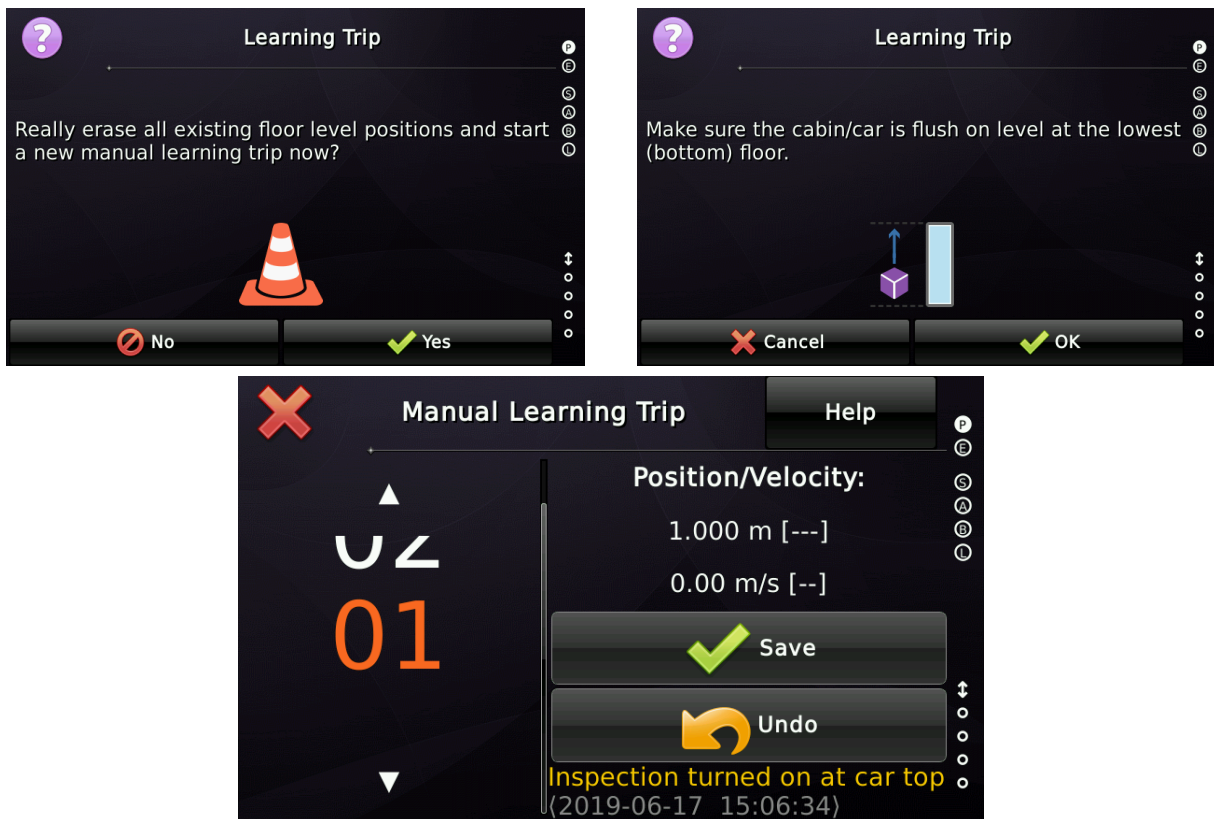 Learning Trip
P
E
S
A
B
L
Really erase all existing floor level positions and start
a new manual learning trip now?
No
Yes
Learning Trip
P
E
S
A
B
L
Make sure the cabin/car is flush on level at the lowest
(bottom) floor.
Cancel
OK
Manual Learning Trip
Help
P
E
S
A
B
L
02
01
Position/Velocity:
1.000 m [---]
0.00 m/s [--]
Save
Undo
Inspection turned on at car top
(2019-06-17 15:06:34)